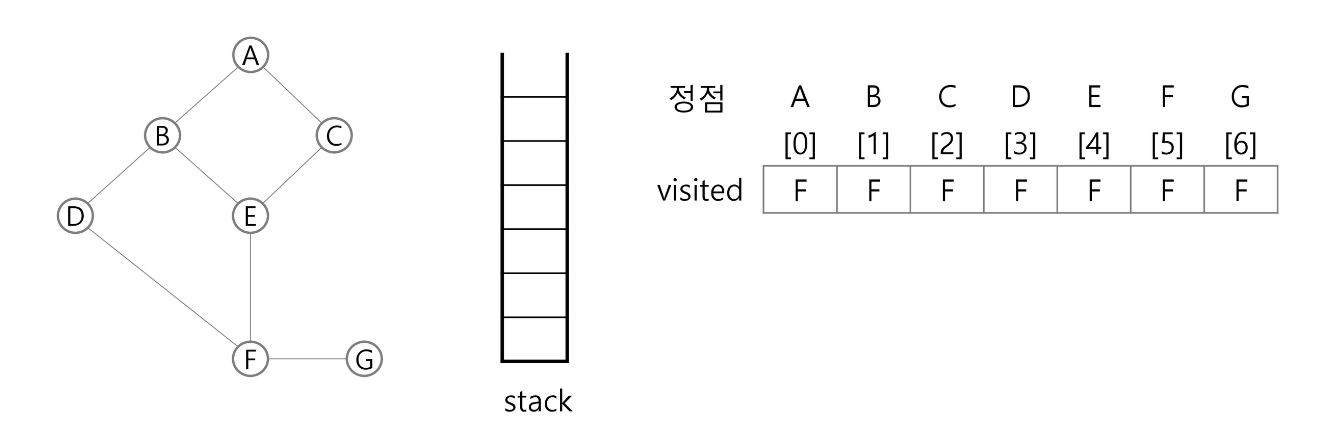 A
B
C
D
E
F
G
stack
정점 A B C D E F G
[0] [1] [2] [3] [4] [5] [6]
visited F F F F F F F